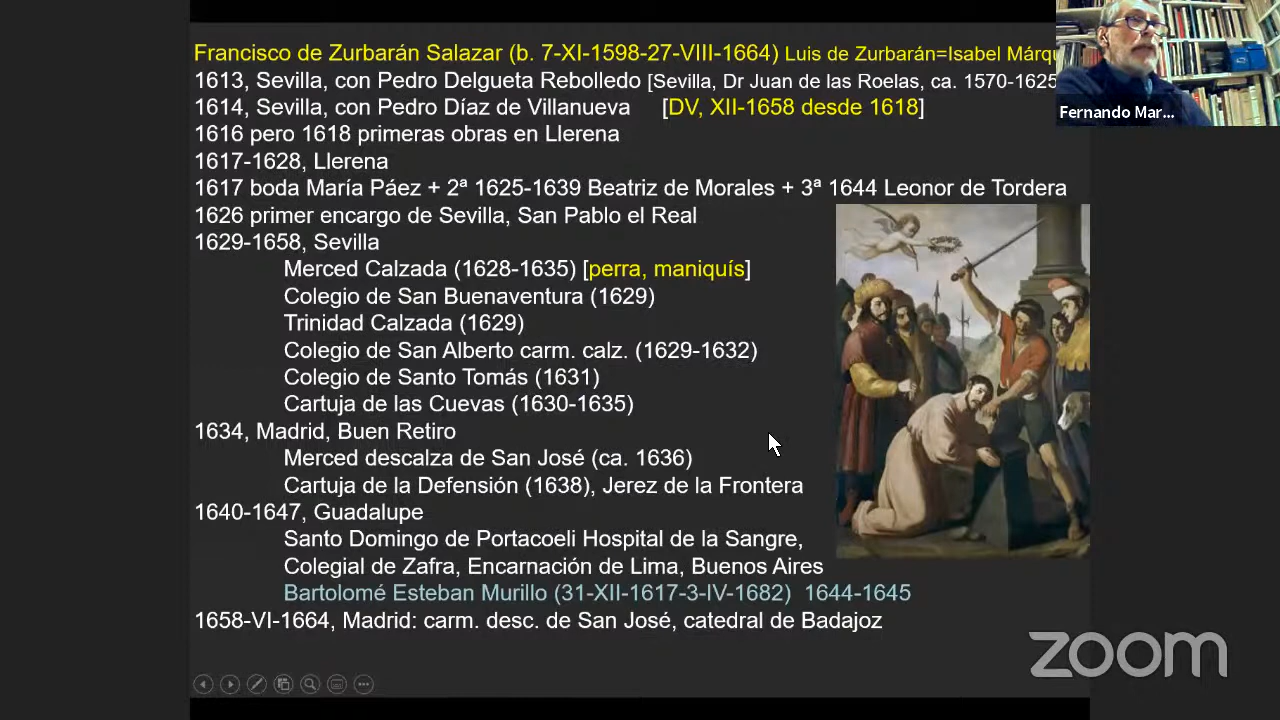 Francisco de Zurbarán Salazar (b. 7-XI-1598-27-VIII-1664) Luis de Zurbarán=Isabel Márqu
1613, Sevilla, con Pedro Delgueta Rebolledo [Sevilla, Dr Juan de las Roelas, ca. 1570-1625
1614, Sevilla, con Pedro Díaz de Villanueva [DV, XII-1658 desde 1618]
1616 pero 1618 primeras obras en Llerena
1617-1628, Llerena
1617 boda María Páez + 2ª 1625-1639 Beatriz de Morales + 3ª 1644 Leonor de Tordera
1626 primer encargo de Sevilla, San Pablo el Real
1629-1658, Sevilla
Merced Calzada (1628-1635) [perra, maniquís]
Colegio de San Buenaventura (1629)
Trinidad Calzada (1629)
Colegio de San Alberto carm. calz. (1629-1632)
Colegio de Santo Tomás (1631)
Cartuja de las Cuevas (1630-1635)
1634, Madrid, Buen Retiro
Merced descalza de San José (ca. 1636)
Cartuja de la Defensión (1638), Jerez de la Frontera
1640-1647, Guadalupe
Santo Domingo de Portacoeli Hospital de la Sangre,
Colegial de Zafra, Encarnación de Lima, Buenos Aires
Bartolomé Esteban Murillo (31-XII-1617-3-IV-1682) 1644-1645
1658-VI-1664, Madrid: carm. desc. de San José, catedral de Badajoz
Fernando Mar...
zoom